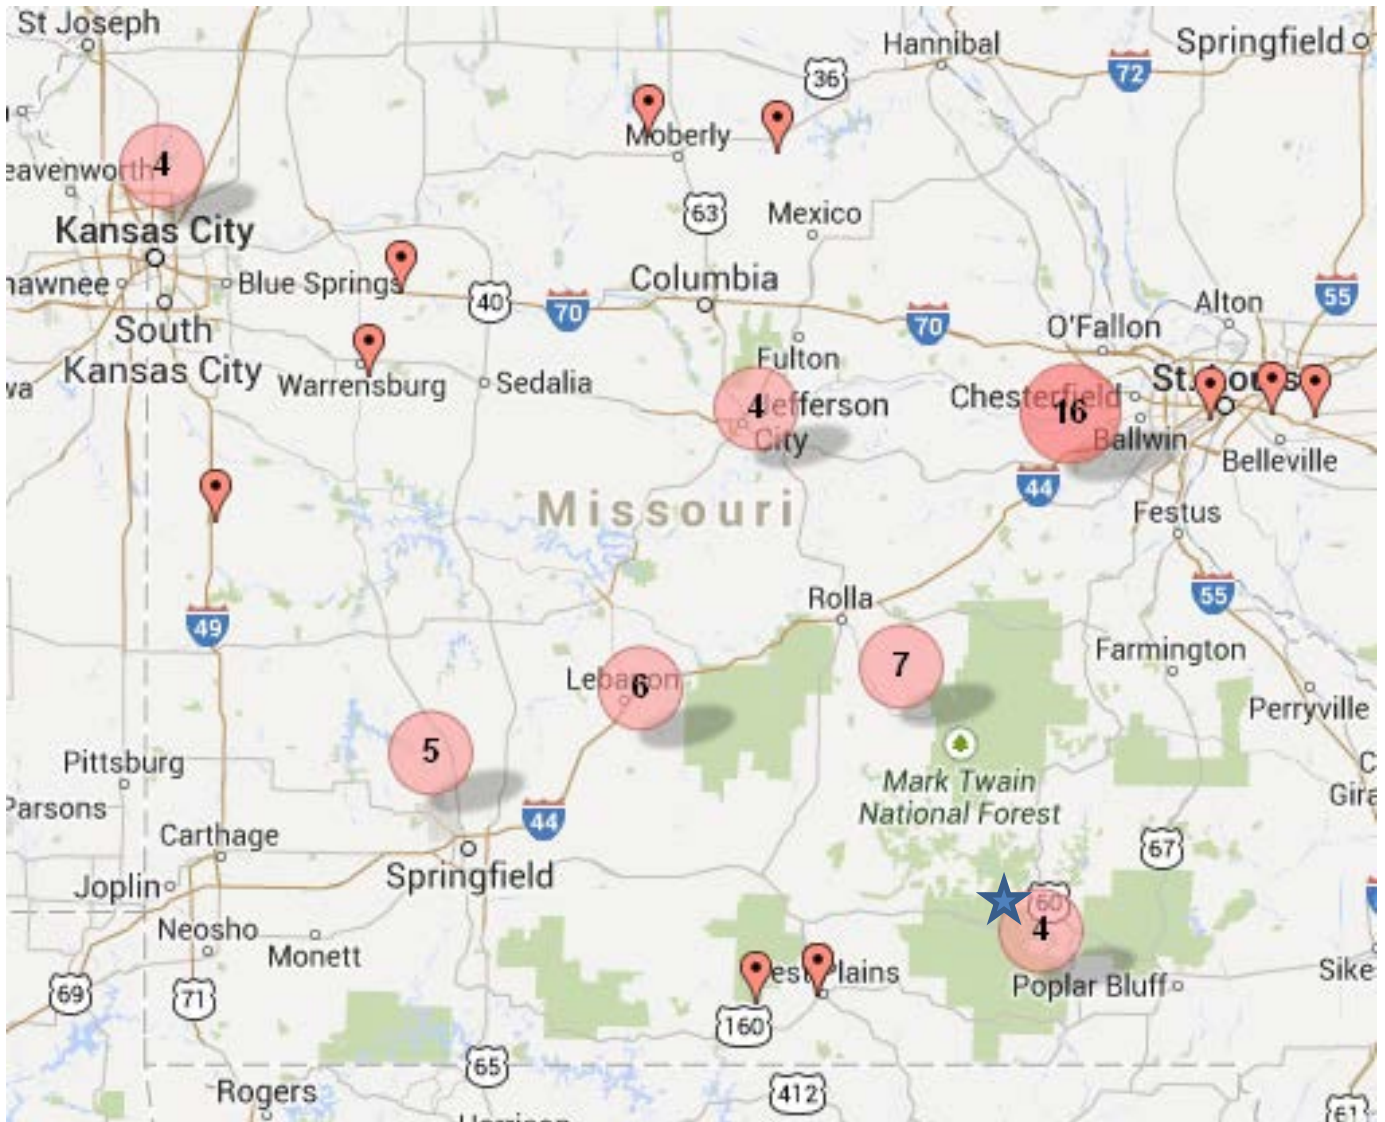 St Joseph
Hannibal
Springfield
36
72
Moberly
4
eavenworth
63
Mexico
Kansas City
hawnee
Blue Springs
40
70
Columbia
70
Alton
55
South
Kansas City
O'Fallon
Fulton
wa
Warrensburg
Sedalia
4
Jefferson
City
Chesterfield
16
St. Louis
Ballwin
Belleville
44
Missouri
Festus
Rolla
55
49
Farmington
7
Lebanon
6
Perryville
5
Pittsburg
Mark Twain
National Forest
C
Gira
Parsons
44
Carthage
67
Joplin
Springfield
60
4
Neosho
Monett
est Plains
Poplar Bluff
Sike
69
71
160
65
412
Rogers
Harrison
61